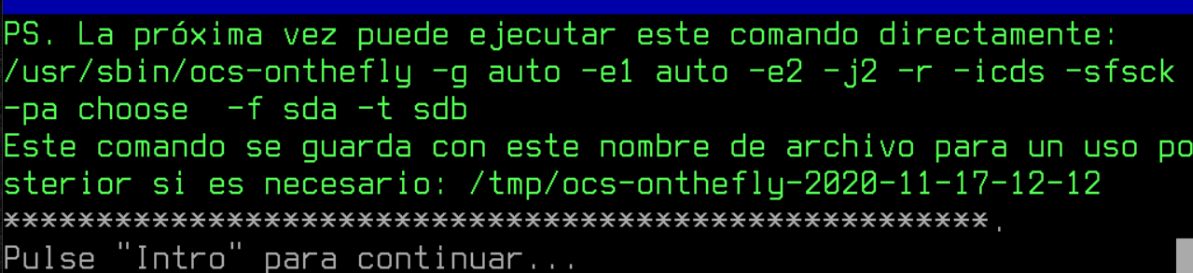 PS. La próxima vez puede ejecutar este comando directamente:
/usr/sbin/ocs-onthefly -g auto -e1 auto -e2 -j2 -r -icds -sfsck
-pa choose  -f sda -t sdb
Este comando se guarda con este nombre de archivo para un uso po
sterior si es necesario: /tmp/ocs-onthefly-2020-11-17-12-12
*****************************************************.
Pulse "Intro" para continuar...